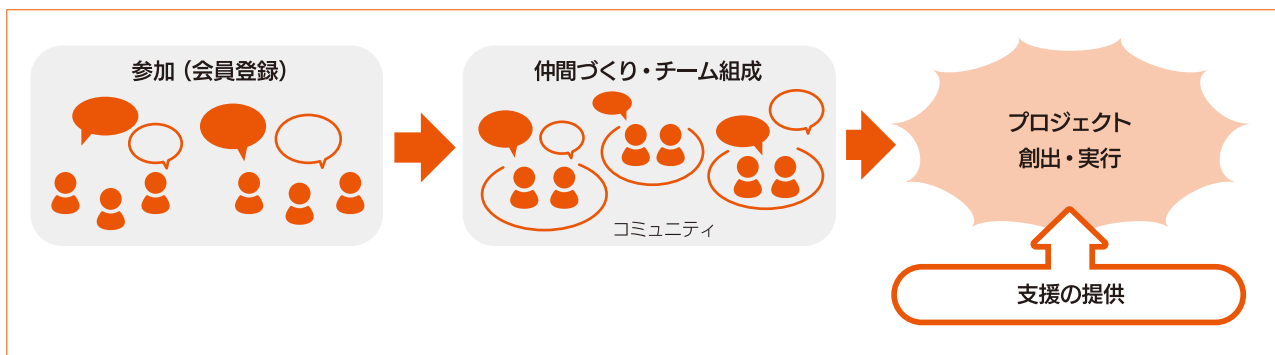 参加（会員登録）
仲間づくり・チーム組成
コミュニティ
プロジェクト
創出・実行
支援の提供